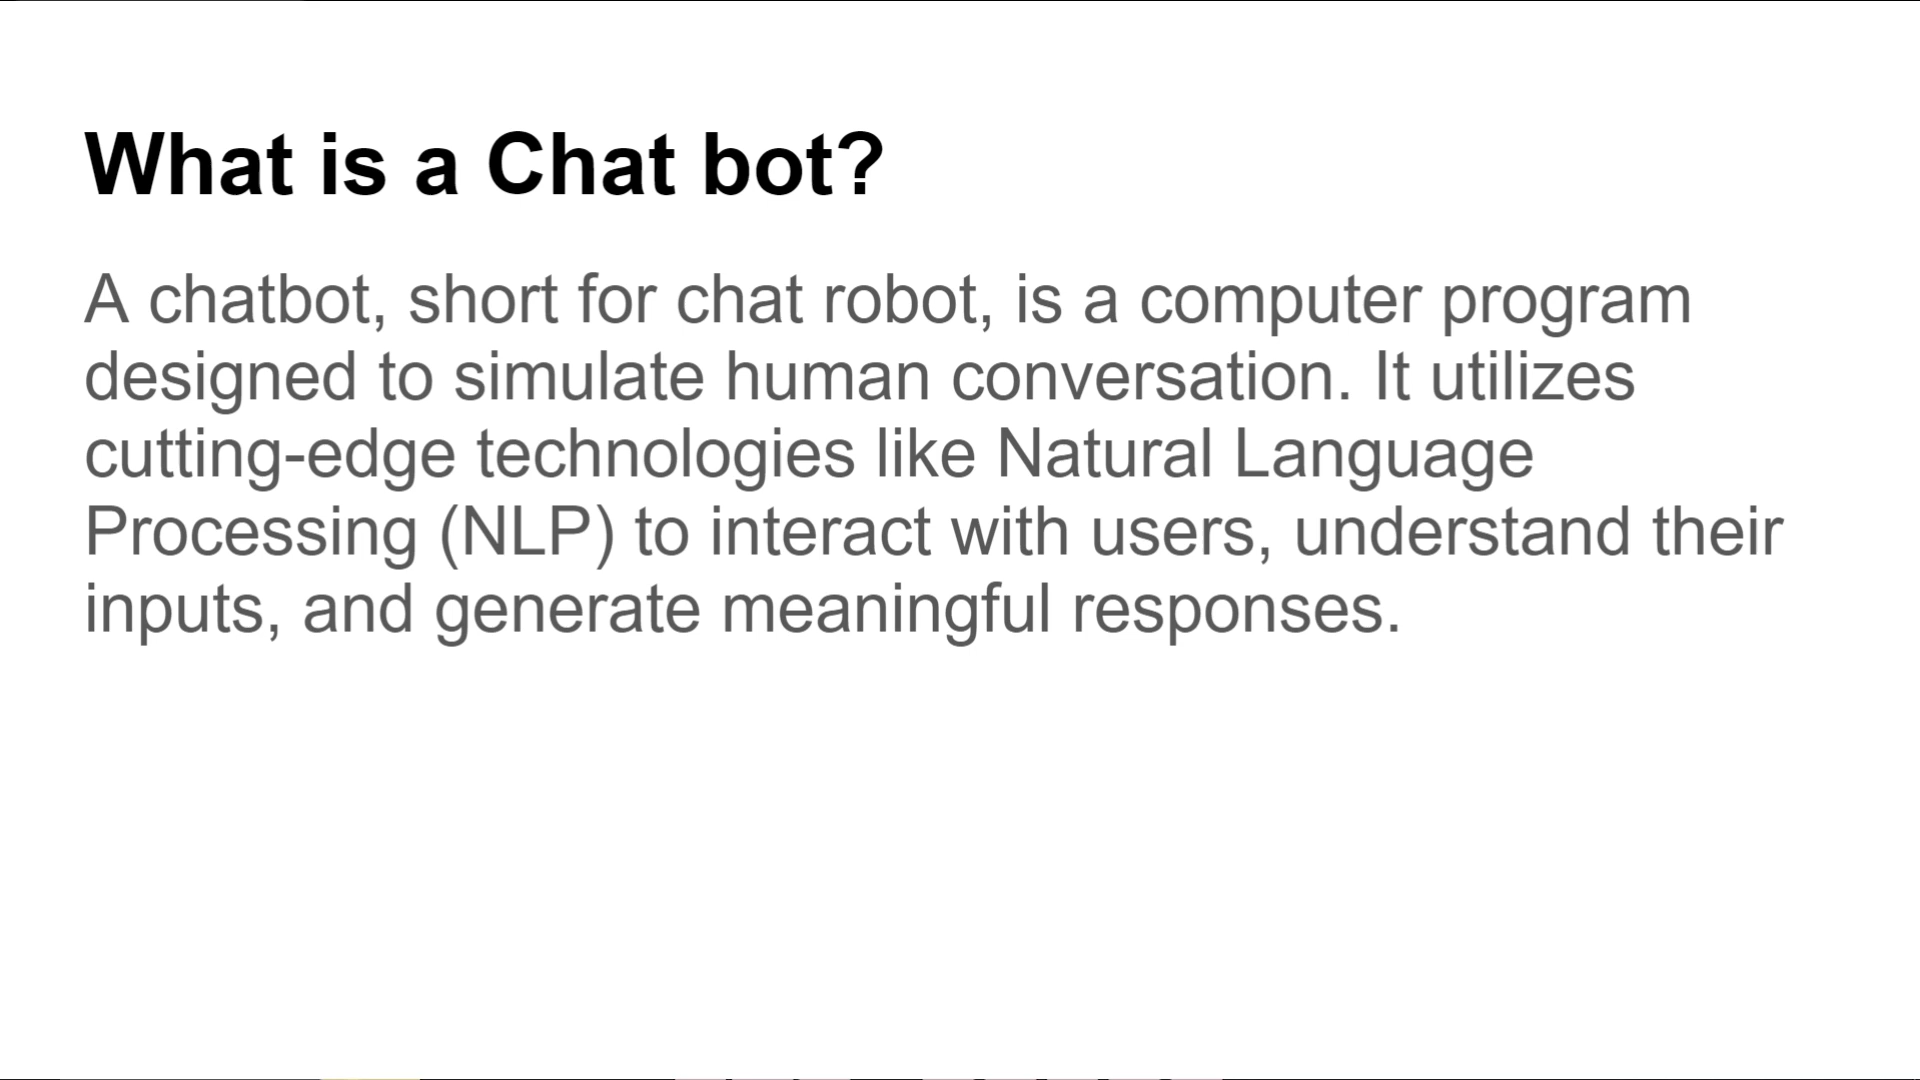 What is a Chat bot?
A chatbot, short for chat robot, is a computer program
designed to simulate human conversation. It utilizes
cutting-edge technologies like Natural Language
Processing (NLP) to interact with users, understand their
inputs, and generate meaningful responses.